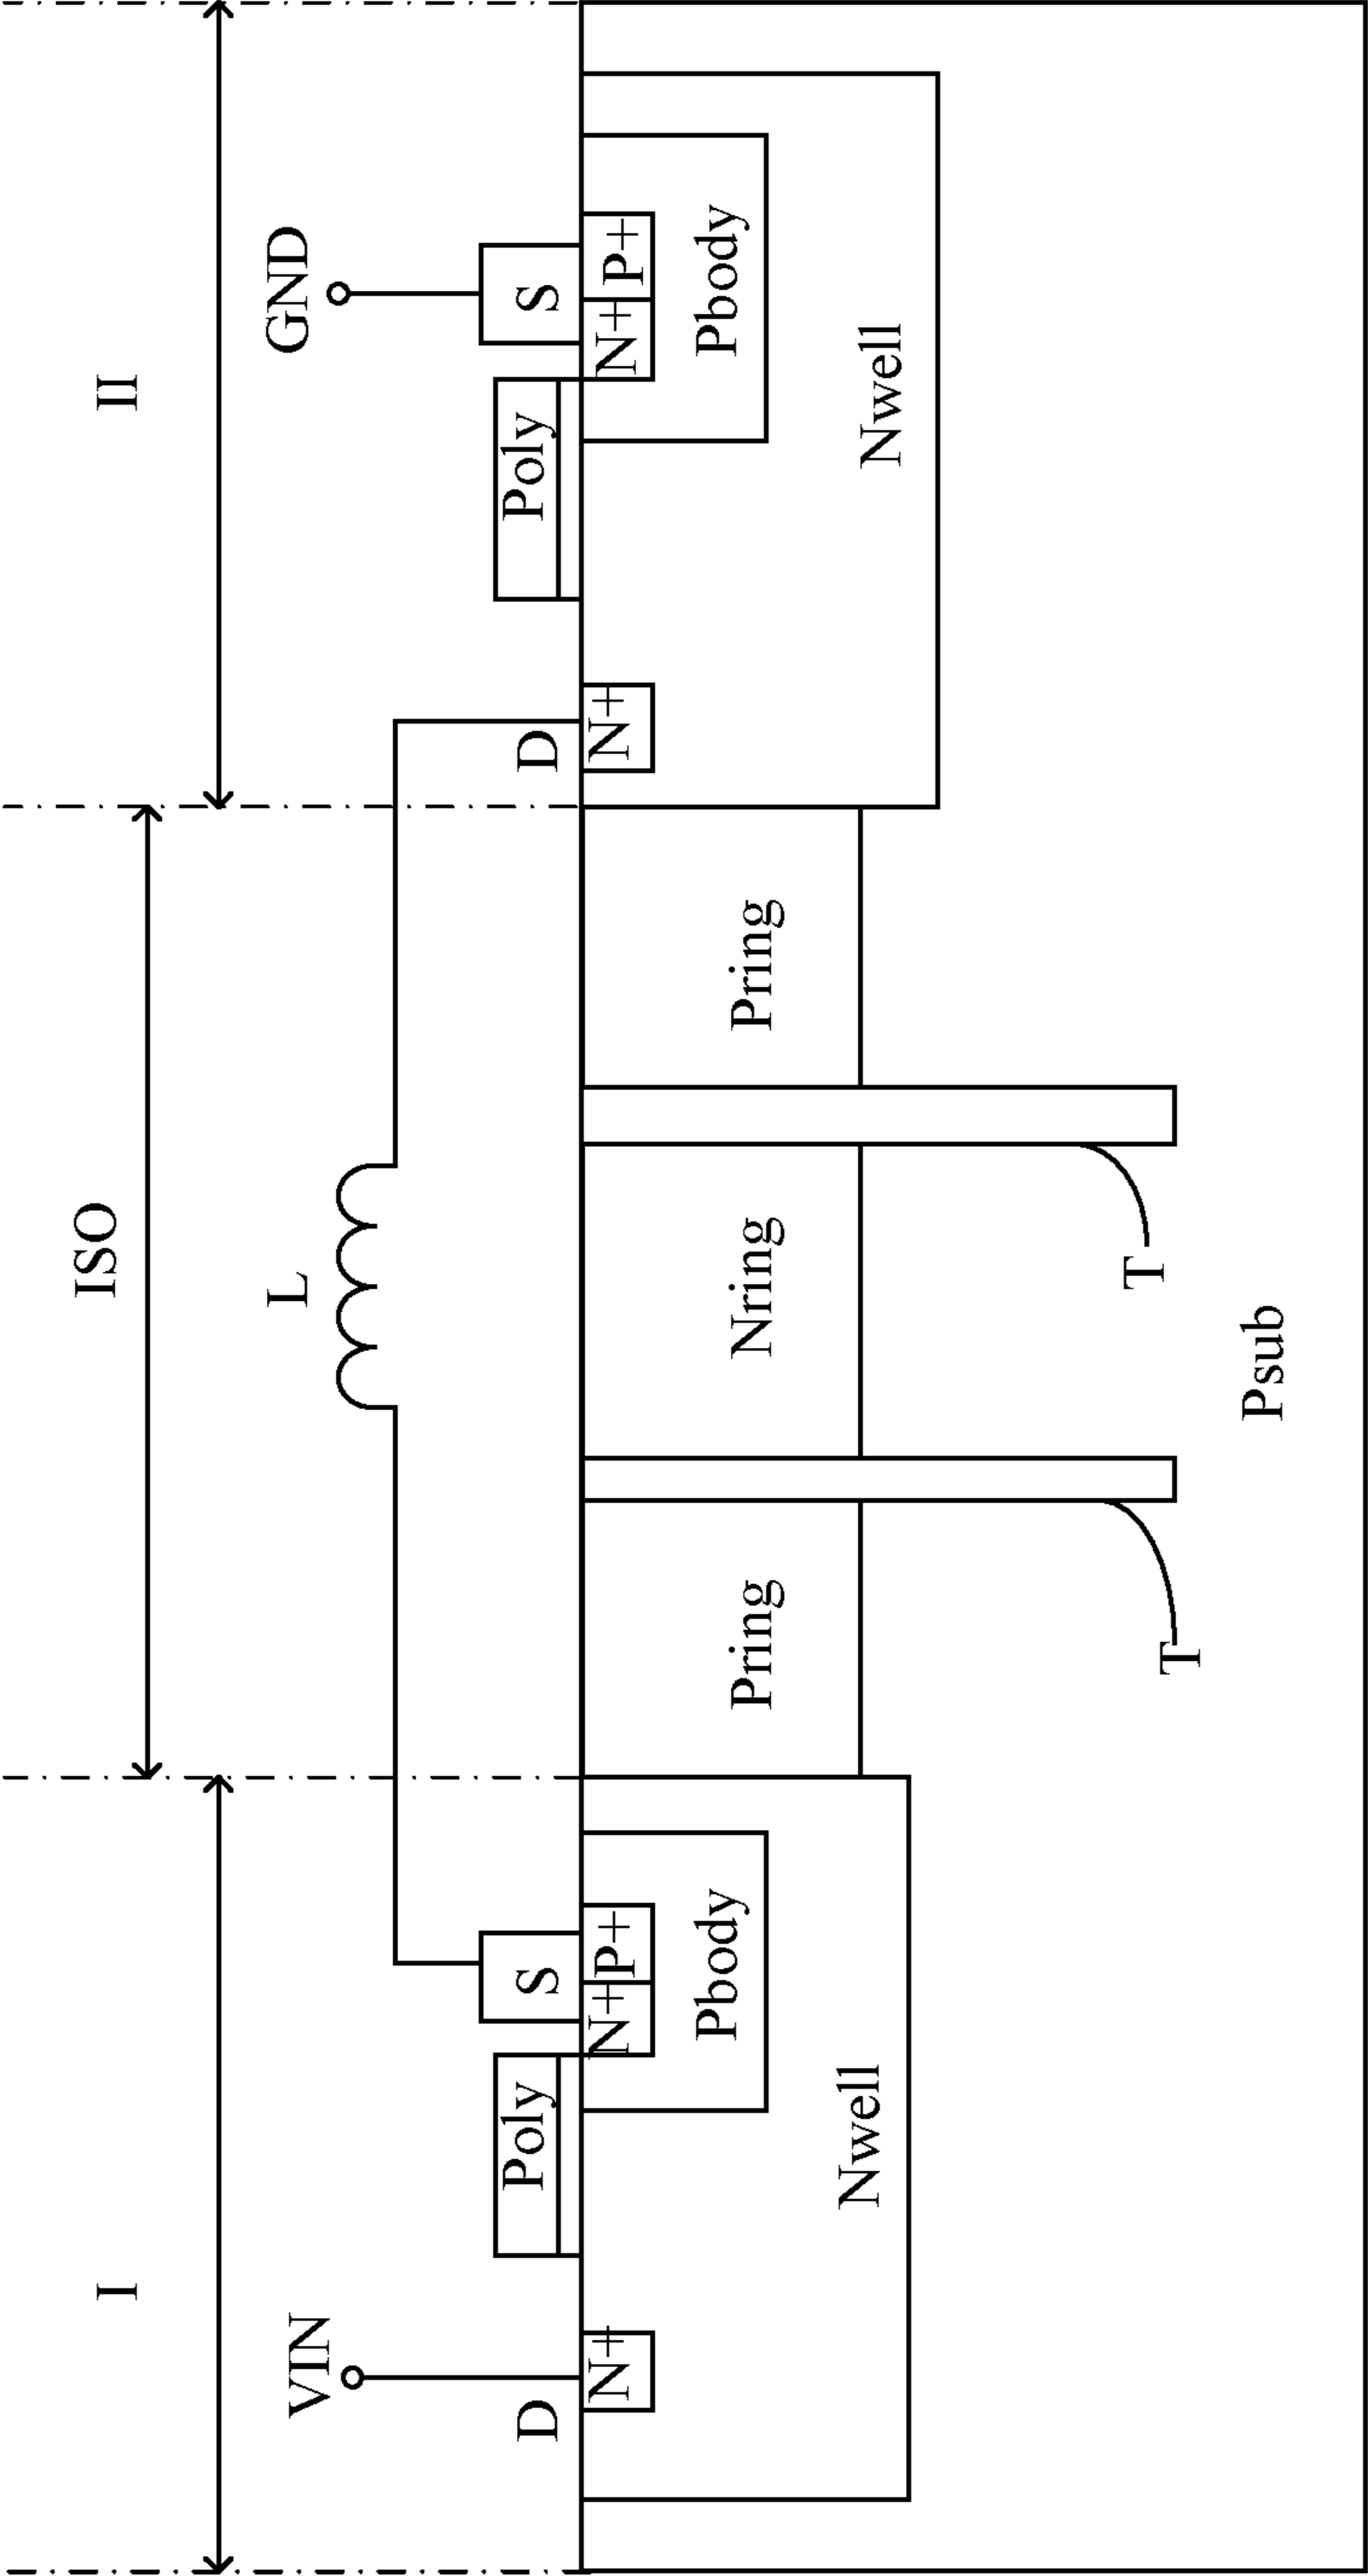 I
ISO
II
VIN
L
GND
D
Poly
S
D
Poly
S
N+
N+
P+
N+
N+
P+
Pbody
Pring
Nring
Pring
Pbody
Nwell
Nwell
T
T
Psub